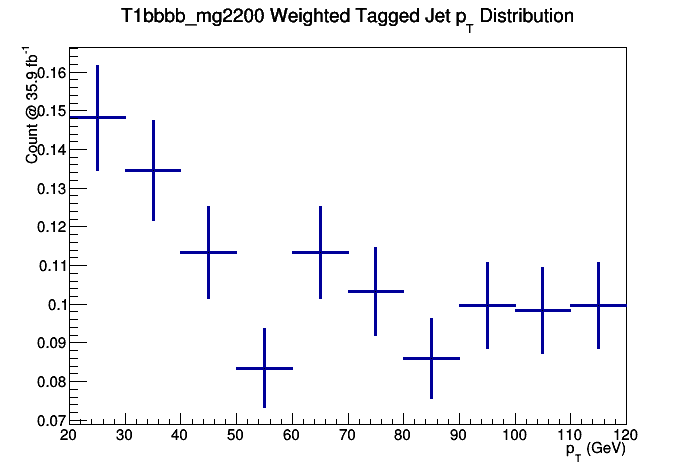 T1bbbb_mg2200 Weighted Tagged Jet pT Distribution
Count @ 35.9 fb-1
0.16
0.15
0.14
0.13
0.12
0.11
0.1
0.09
0.08
0.07
20 30 40 50 60 70 80 90 100 110 120
pT (GeV)